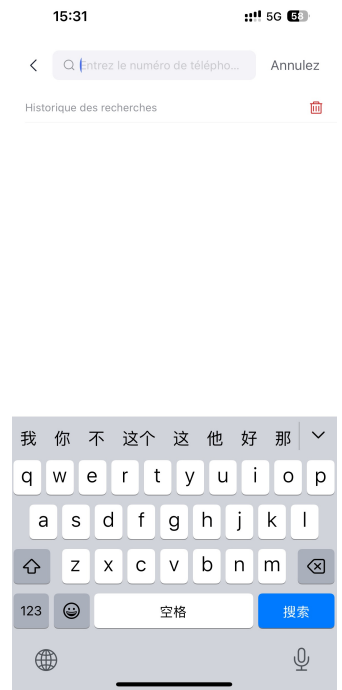 15:31 5G 58
Entrez le numéro de télépho... Annulez
Historique des recherches
我 你 不 这个 这 他 好 那
q w e r t y u i o p
a s d f g h j k l
z x c v b n m
123 空格 搜索